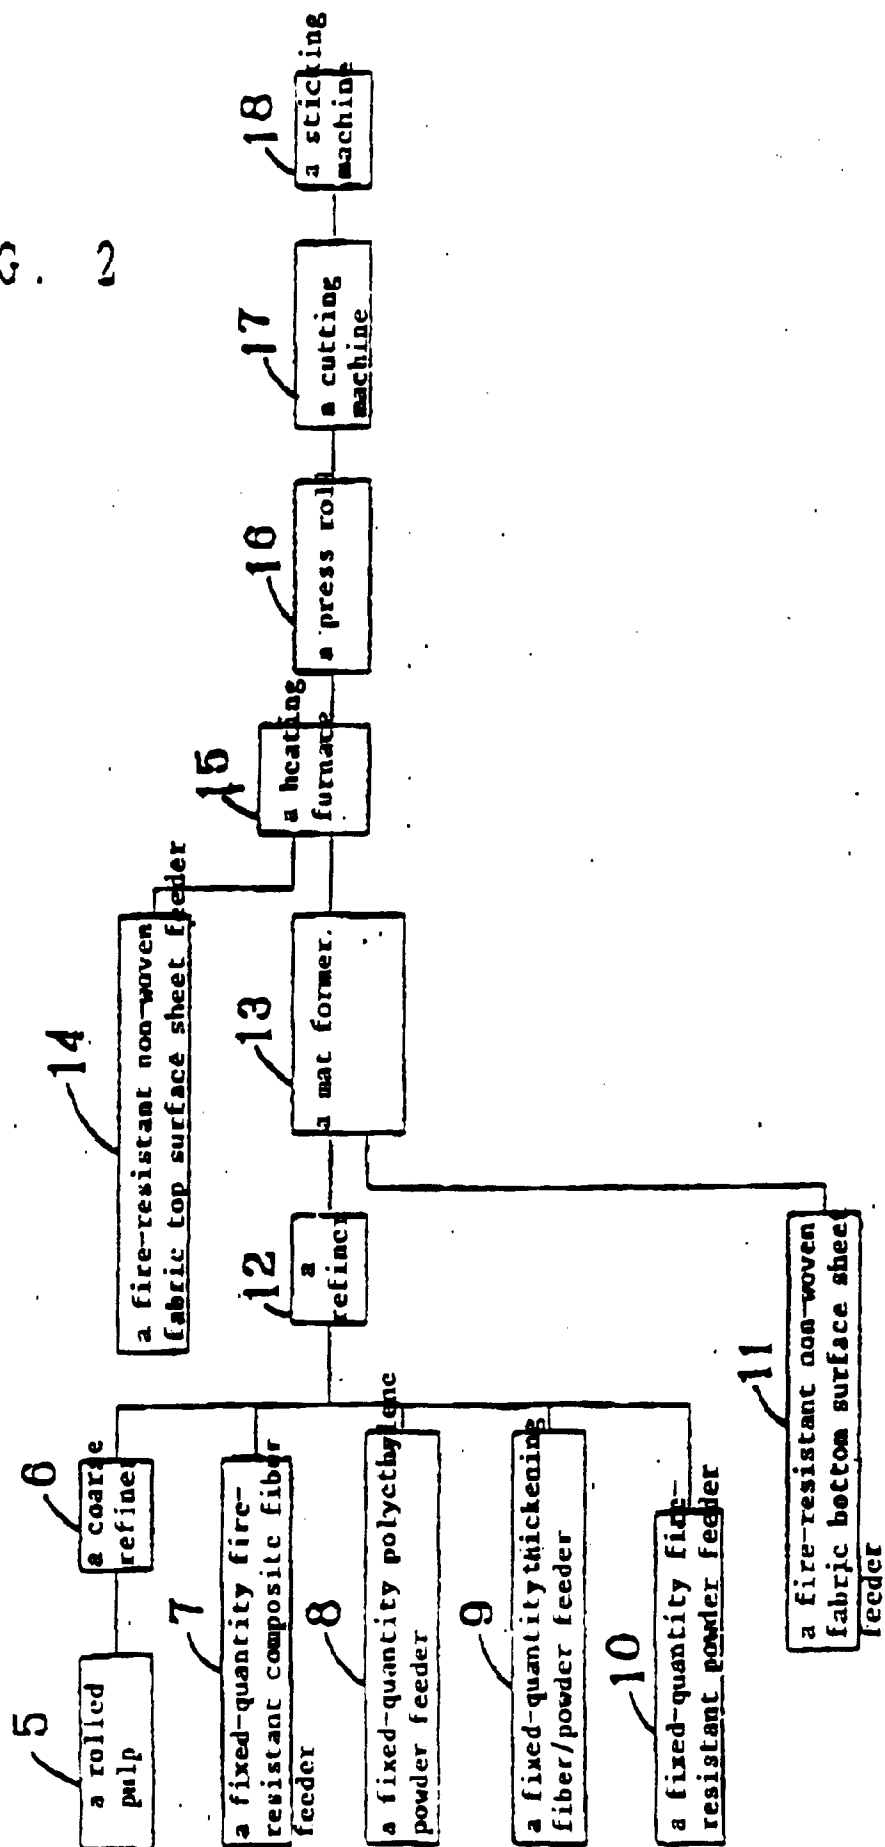 G. 2
5
a rolled
pulp
6
a coarse
refiner
7
a fixed-quantity fire-
resistant composite fiber
feeder
8
a fixed-quantity polyethylene
powder feeder
9
a fixed-quantitythickening
fiber/powder feeder
10
a fixed-quantity fire-
resistant powder feeder
11
a fire-resistant non-woven
fabric bottom surface sheet
feeder
12
a
refiner
13
a mat former.
14
a fire-resistant non-woven
fabric top surface sheet feeder
15
a heating
furnace
16
a press roll
17
a cutting
machine
18
a sticking
machine